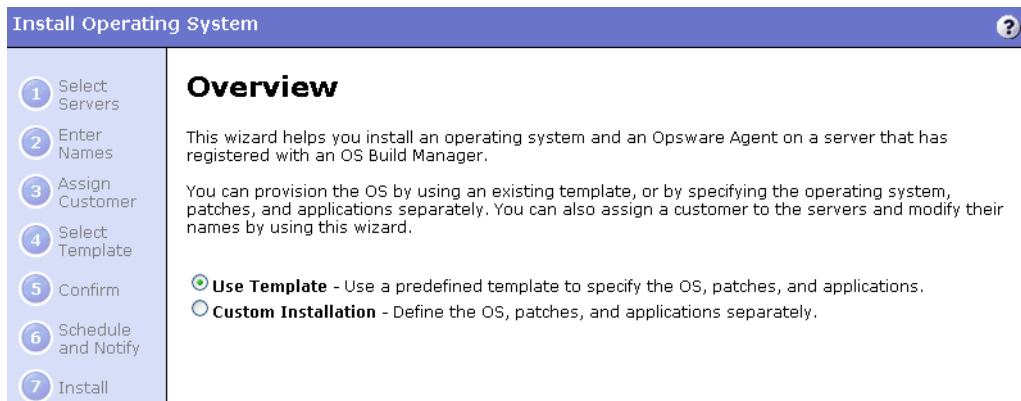 Install Operating System
?
1 Select
Servers
2 Enter
Names
3 Assign
Customer
4 Select
Template
5 Confirm
6 Schedule
and Notify
7 Install
Overview
This wizard helps you install an operating system and an Opsware Agent on a server that has
registered with an OS Build Manager.
You can provision the OS by using an existing template, or by specifying the operating system,
patches, and applications separately. You can also assign a customer to the servers and modify their
names by using this wizard.
Use Template - Use a predefined template to specify the OS, patches, and applications.
Custom Installation - Define the OS, patches, and applications separately.